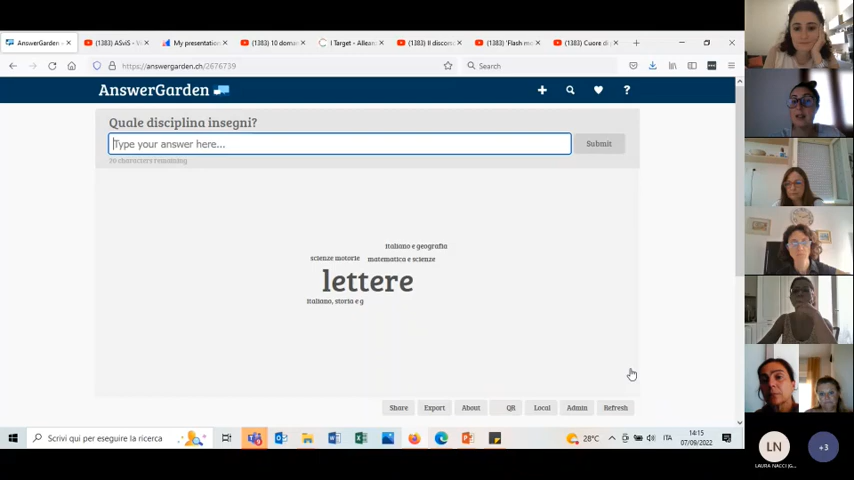 AnswerGarden
(1383) ASviS - V
My presentation
(1383) 10 doman
I Target - Allean
(1383) Il discors
(1383) 'Flash mo
(1383) Cuore di
https://answergarden.ch/2676739
Search
AnswerGarden
Quale disciplina insegni?
Type your answer here...
Submit
20 characters remaining
italiano e geografia
scienze motorie
matematica e scienze
lettere
italiano, storia e g
Share
Export
About
QR
Local
Admin
Refresh
Scrivi qui per eseguire la ricerca
28°C
ITA
14:15
07/09/2022
LN
LAURA NACCI
+3